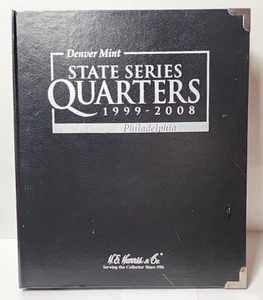 Denver Mint
STATE SERIES
QUARTERS
1999-2008
Philadelphia
H.E. Harris & Co.®
Serving the Collector Since 1916